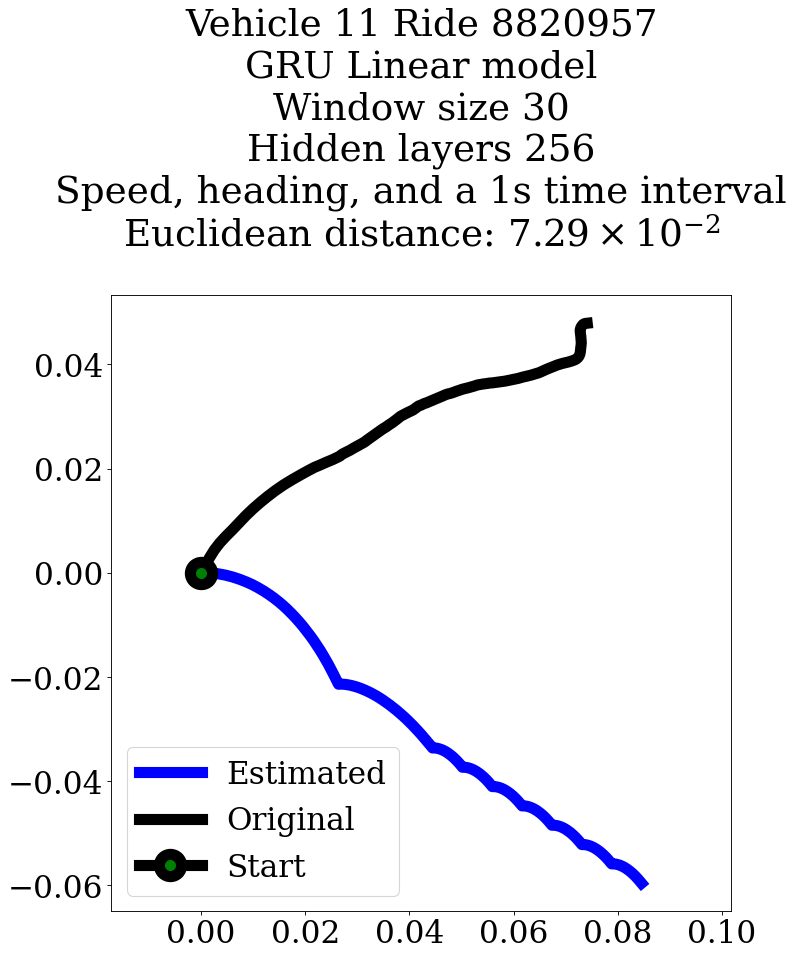 Vehicle 11 Ride 8820957
GRU Linear model
Window size 30
Hidden layers 256
Speed, heading, and a 1s time interval
Euclidean distance: 7.29 × 10⁻²
0.04
0.02
0.00
−0.02
−0.04
−0.06
Estimated
Original
Start
0.00 0.02 0.04 0.06 0.08 0.10